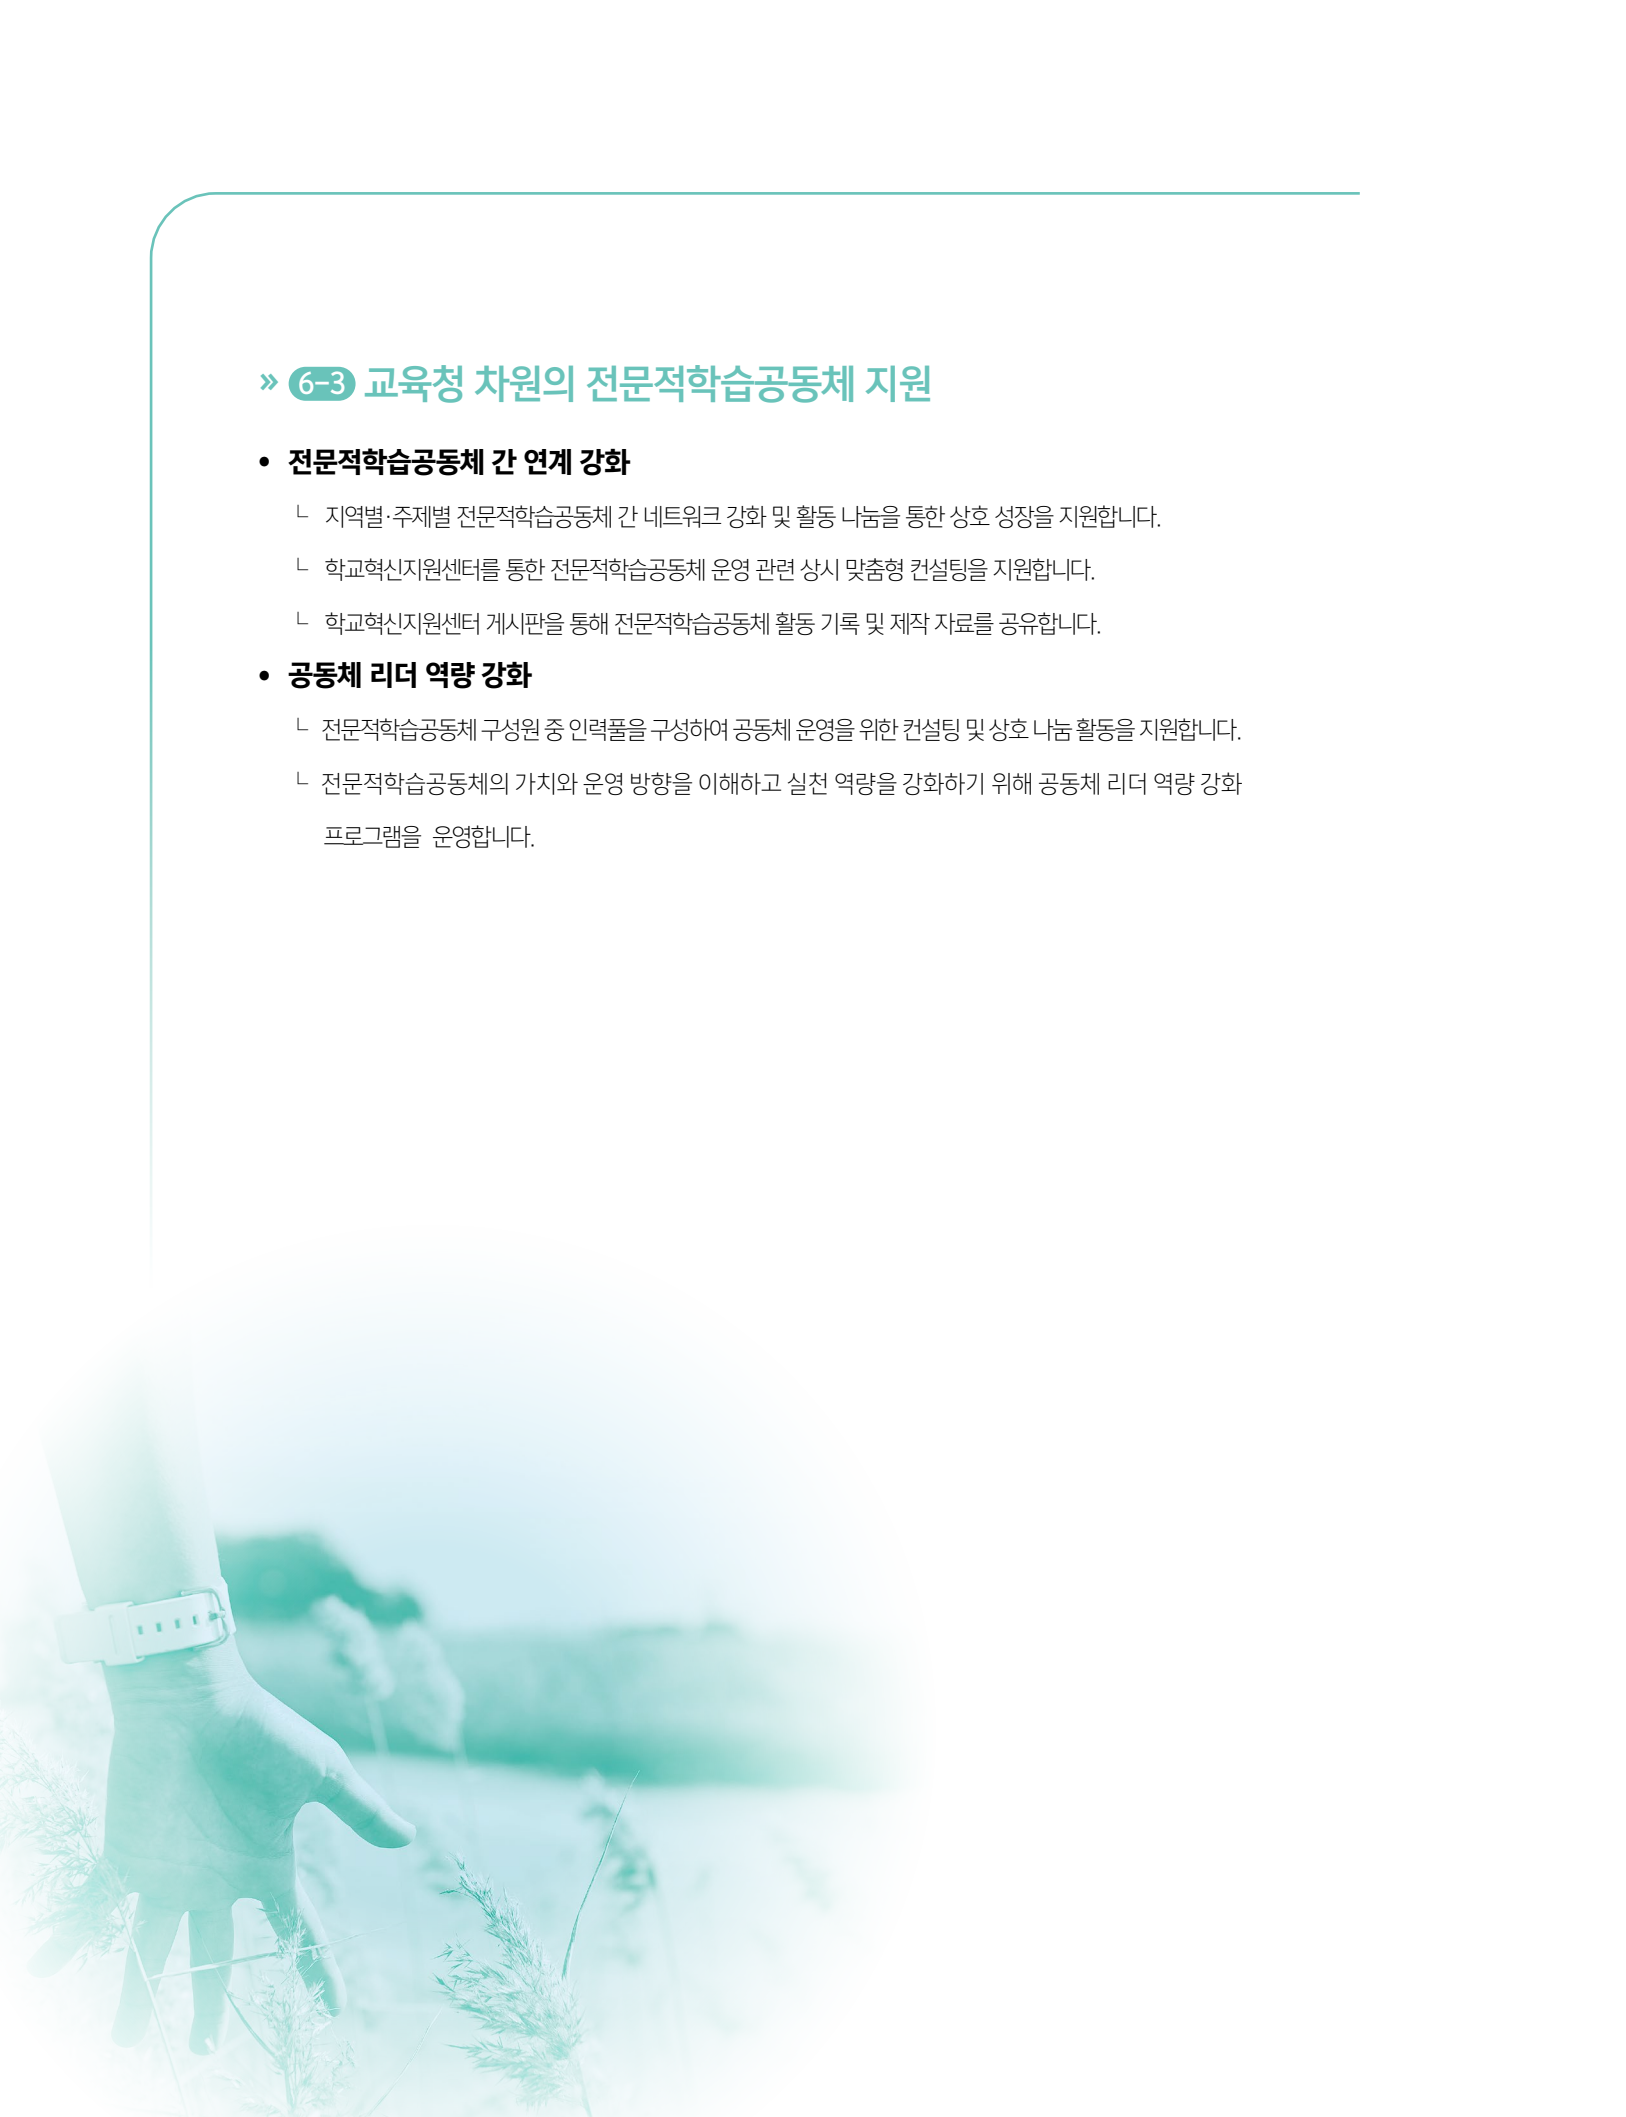 » 6-3 교육청 차원의 전문적학습공동체 지원
• 전문적학습공동체 간 연계 강화
└ 지역별·주제별 전문적학습공동체 간 네트워크 강화 및 활동 나눔을 통한 상호 성장을 지원합니다.
└ 학교혁신지원센터를 통한 전문적학습공동체 운영 관련 상시 맞춤형 컨설팅을 지원합니다.
└ 학교혁신지원센터 게시판을 통해 전문적학습공동체 활동 기록 및 제작 자료를 공유합니다.
• 공동체 리더 역량 강화
└ 전문적학습공동체 구성원 중 인력풀을 구성하여 공동체 운영을 위한 컨설팅 및 상호 나눔 활동을 지원합니다.
└ 전문적학습공동체의 가치와 운영 방향을 이해하고 실천 역량을 강화하기 위해 공동체 리더 역량 강화
프로그램을 운영합니다.